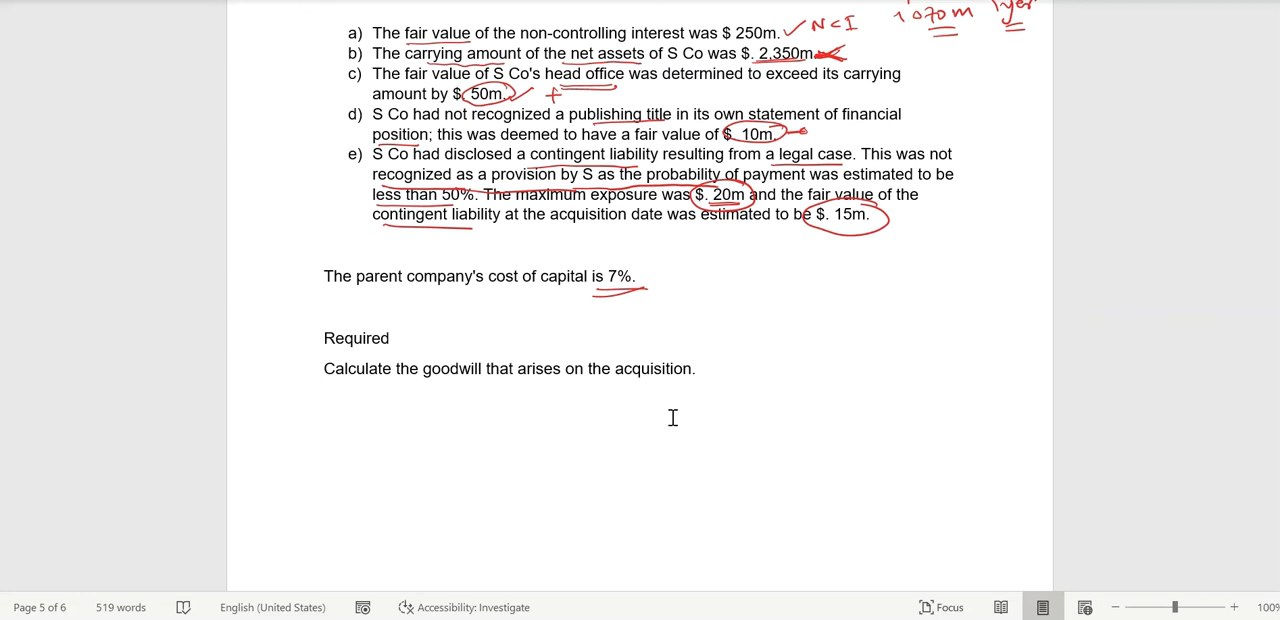 1070m 1yer
a) The fair value of the non-controlling interest was $ 250m. NCI
b) The carrying amount of the net assets of S Co was $. 2,350m
c) The fair value of S Co's head office was determined to exceed its carrying
amount by $ 50m. +
d) S Co had not recognized a publishing title in its own statement of financial
position; this was deemed to have a fair value of $ 10m.
e) S Co had disclosed a contingent liability resulting from a legal case. This was not
recognized as a provision by S as the probability of payment was estimated to be
less than 50%. The maximum exposure was $. 20m and the fair value of the
contingent liability at the acquisition date was estimated to be $. 15m.
The parent company's cost of capital is 7%.
Required
Calculate the goodwill that arises on the acquisition.
Page 5 of 6 519 words English (United States) Accessibility: Investigate Focus 100%